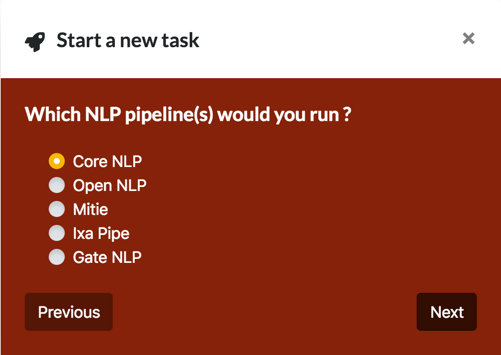 Start a new task
Which NLP pipeline(s) would you run ?
Core NLP
Open NLP
Mitie
Ixa Pipe
Gate NLP
Previous
Next